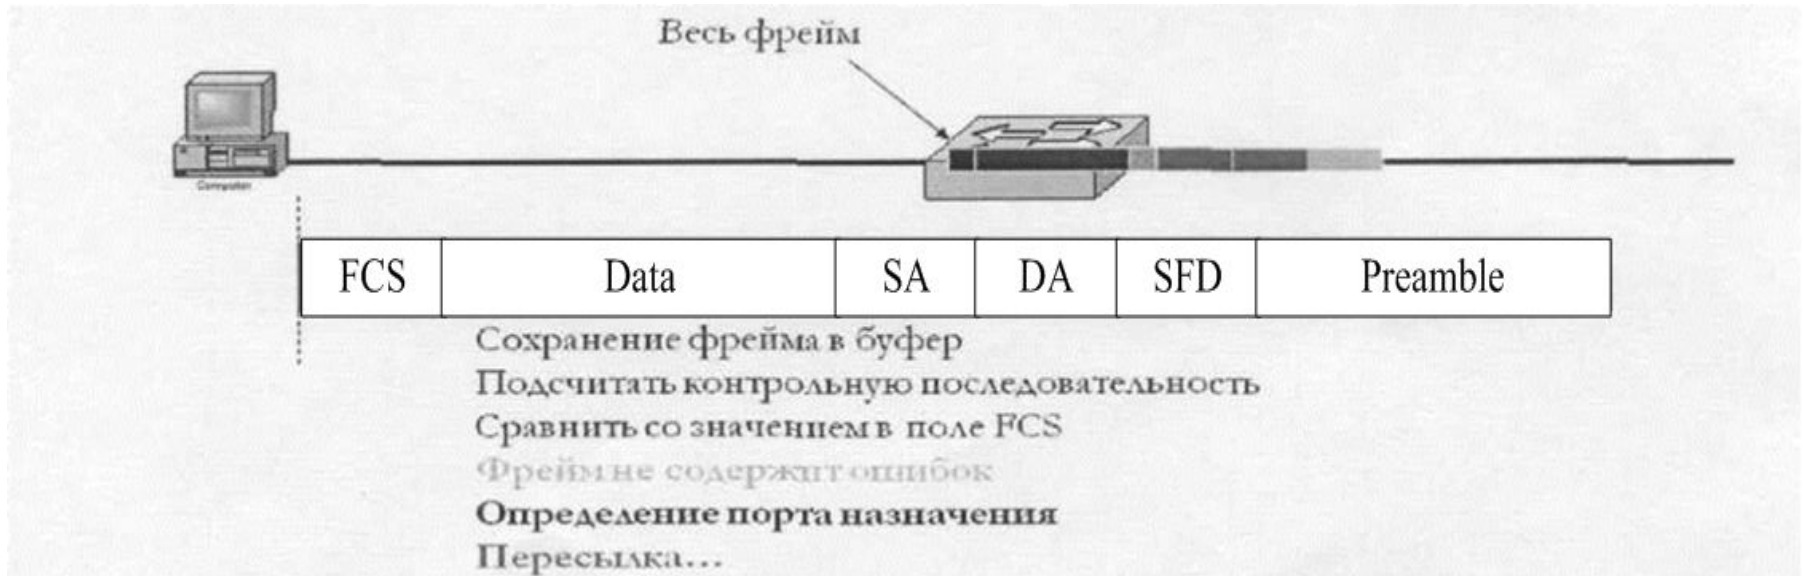 Весь фрейм
Computer
FCS Data SA DA SFD Preamble
Сохранение фрейма в буфер
Подсчитать контрольную последовательность
Сравнить со значением в поле FCS
Фрейм не содержит ошибок
Определение порта назначения
Пересылка...